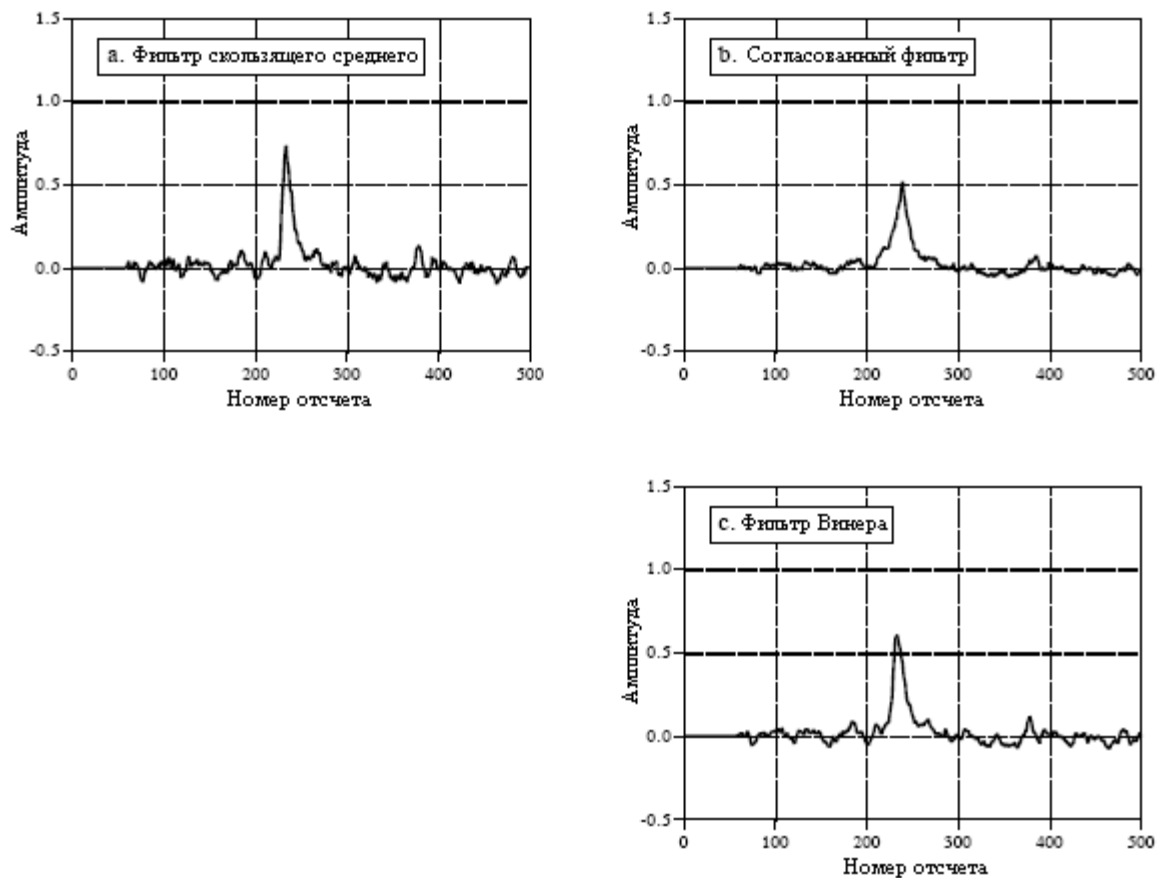 1.5
a. Фильтр скользящего среднего
1.0
0.5
0.0
-0.5
0 100 200 300 400 500
Номер отсчета
Амплитуда
1.5
b. Согласованный фильтр
1.0
0.5
0.0
-0.5
0 100 200 300 400 500
Номер отсчета
Амплитуда
1.5
c. Фильтр Винера
1.0
0.5
0.0
-0.5
0 100 200 300 400 500
Номер отсчета
Амплитуда